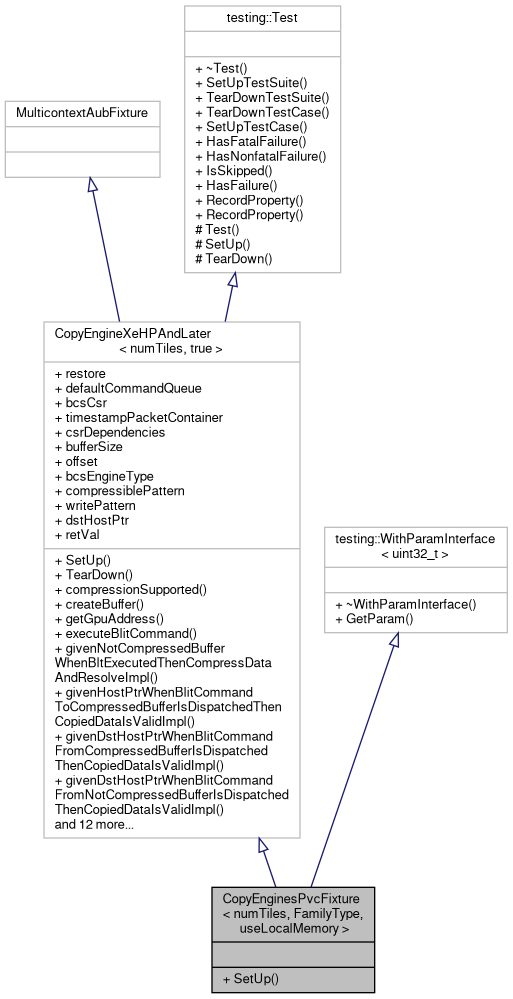 testing::Test
+ ~Test()
+ SetUpTestSuite()
+ TearDownTestSuite()
+ TearDownTestCase()
+ SetUpTestCase()
+ HasFatalFailure()
+ HasNonfatalFailure()
+ IsSkipped()
+ HasFailure()
+ RecordProperty()
+ RecordProperty()
# Test()
# SetUp()
# TearDown()
MulticontextAubFixture
CopyEngineXeHPAndLater
< numTiles, true >
+ restore
+ defaultCommandQueue
+ bcsCsr
+ timestampPacketContainer
+ csrDependencies
+ bufferSize
+ offset
+ bcsEngineType
+ compressiblePattern
+ writePattern
+ dstHostPtr
+ retVal
+ SetUp()
+ TearDown()
+ compressionSupported()
+ createBuffer()
+ getGpuAddress()
+ executeBlitCommand()
+ givenNotCompressedBuffer
WhenBltExecutedThenCompressData
AndResolveImpl()
+ givenHostPtrWhenBlitCommand
ToCompressedBufferIsDispatchedThen
CopiedDataIsValidImpl()
+ givenDstHostPtrWhenBlitCommand
FromCompressedBufferIsDispatched
ThenCopiedDataIsValidImpl()
+ givenDstHostPtrWhenBlitCommand
FromNotCompressedBufferIsDispatched
ThenCopiedDataIsValidImpl()
and 12 more...
testing::WithParamInterface
< uint32_t >
+ ~WithParamInterface()
+ GetParam()
CopyEnginesPvcFixture
< numTiles, FamilyType,
useLocalMemory >
+ SetUp()